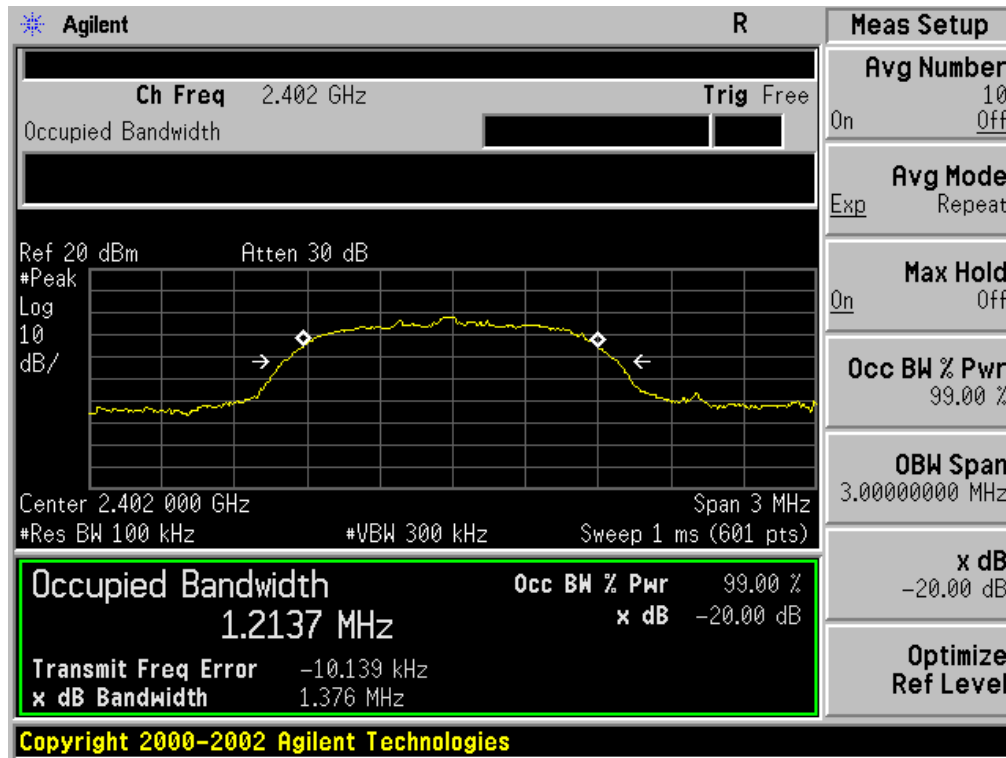 Agilent R
Ch Freq 2.402 GHz Trig Free
Occupied Bandwidth
Ref 20 dBm Atten 30 dB
#Peak
Log
10
dB/
Center 2.402 000 GHz Span 3 MHz
#Res BW 100 kHz #VBW 300 kHz Sweep 1 ms (601 pts)
Occupied Bandwidth Occ BW % Pwr 99.00 %
1.2137 MHz x dB -20.00 dB
Transmit Freq Error -10.139 kHz
x dB Bandwidth 1.376 MHz
Copyright 2000-2002 Agilent Technologies
Meas Setup
Avg Number
10
On Off
Avg Mode
Exp Repeat
Max Hold
On Off
Occ BW % Pwr
99.00 %
OBW Span
3.00000000 MHz
x dB
-20.00 dB
Optimize
Ref Level